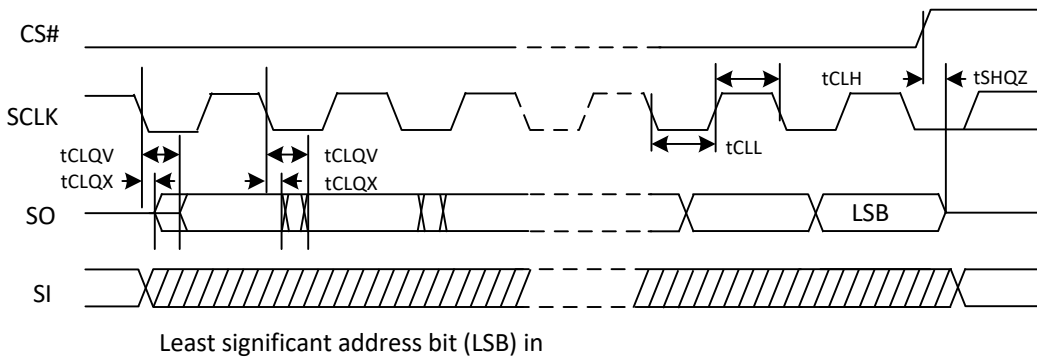 CS#
tCLH
tSHQZ
SCLK
tCLQV
tCLQV
tCLL
tCLQX
tCLQX
SO
LSB
SI
Least significant address bit (LSB) in